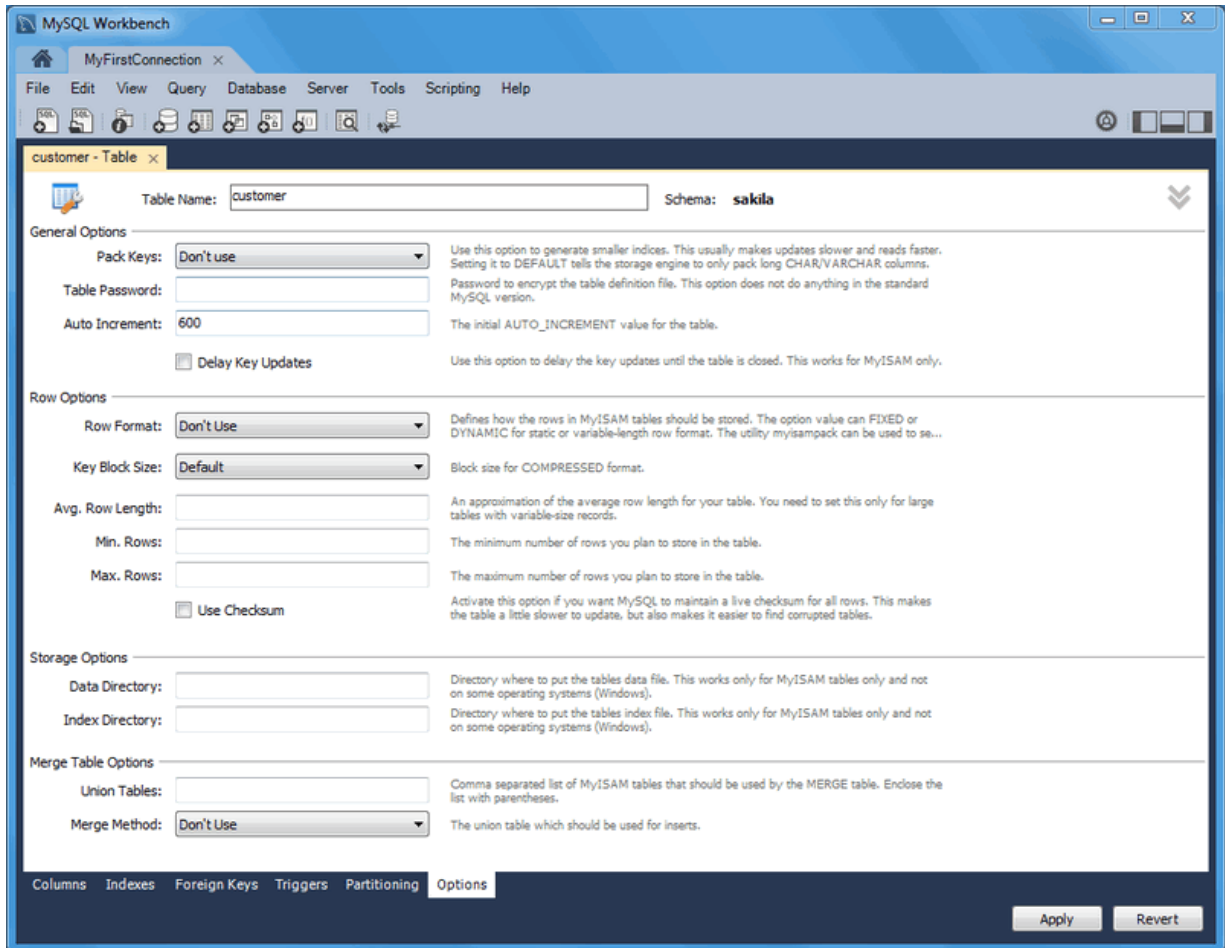 MySQL Workbench
MyFirstConnection
File Edit View Query Database Server Tools Scripting Help
customer - Table
Table Name: customer Schema: sakila
General Options
Pack Keys: Don't use Use this option to generate smaller indices. This usually makes updates slower and reads faster.
Setting it to DEFAULT tells the storage engine to only pack long CHAR/VARCHAR columns.
Table Password: Password to encrypt the table definition file. This option does not do anything in the standard
MySQL version.
Auto Increment: 600 The initial AUTO_INCREMENT value for the table.
Delay Key Updates Use this option to delay the key updates until the table is closed. This works for MyISAM only.
Row Options
Row Format: Don't Use Defines how the rows in MyISAM tables should be stored. The option value can FIXED or
DYNAMIC for static or variable-length row format. The utility myisampack can be used to se...
Key Block Size: Default Block size for COMPRESSED format.
Avg. Row Length: An approximation of the average row length for your table. You need to set this only for large
tables with variable-size records.
Min. Rows: The minimum number of rows you plan to store in the table.
Max. Rows: The maximum number of rows you plan to store in the table.
Use Checksum Activate this option if you want MySQL to maintain a live checksum for all rows. This makes
the table a little slower to update, but also makes it easier to find corrupted tables.
Storage Options
Data Directory: Directory where to put the tables data file. This works only for MyISAM tables only and not
on some operating systems (Windows).
Index Directory: Directory where to put the tables index file. This works only for MyISAM tables only and not
on some operating systems (Windows).
Merge Table Options
Union Tables: Comma separated list of MyISAM tables that should be used by the MERGE table. Enclose the
list with parentheses.
Merge Method: Don't Use The union table which should be used for inserts.
Columns Indexes Foreign Keys Triggers Partitioning Options
Apply Revert